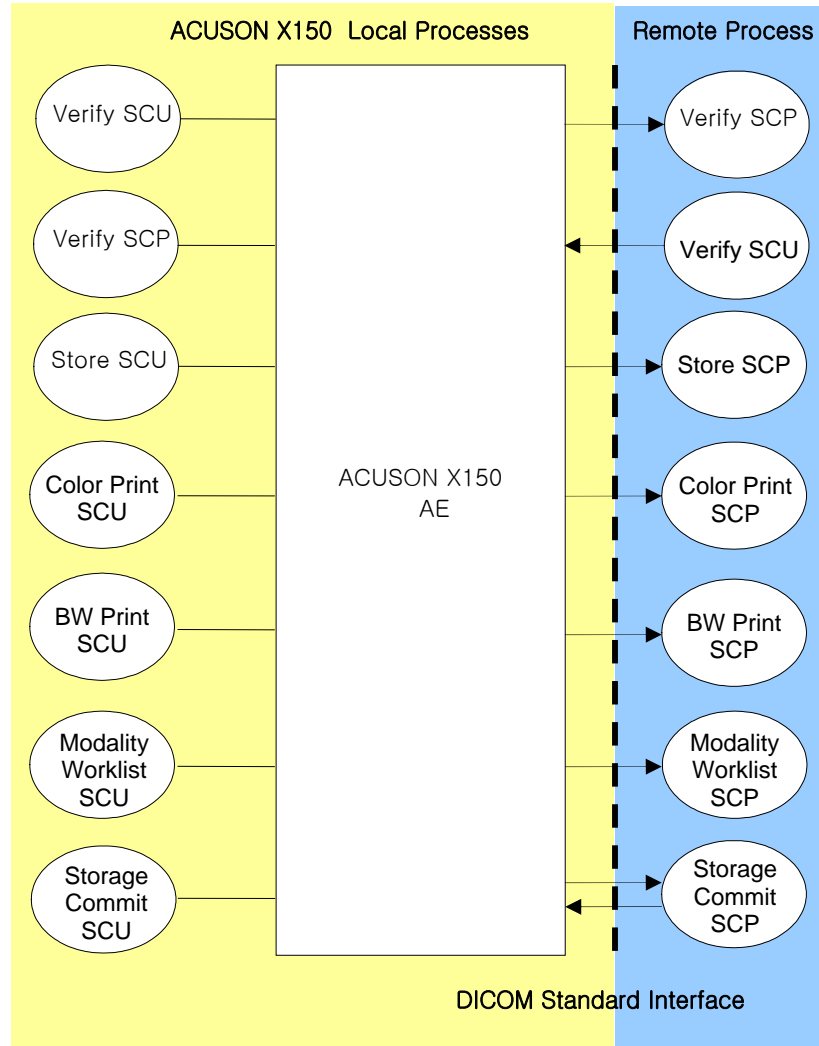 ACUSON X150  Local Processes
Remote Process
Verify SCU
Verify SCP
Verify SCP
Verify SCU
Store SCU
Store SCP
Color Print
SCU
ACUSON X150
AE
Color Print
SCP
BW Print
SCU
BW Print
SCP
Modality
Worklist
SCU
Modality
Worklist
SCP
Storage
Commit
SCU
Storage
Commit
SCP
DICOM Standard Interface